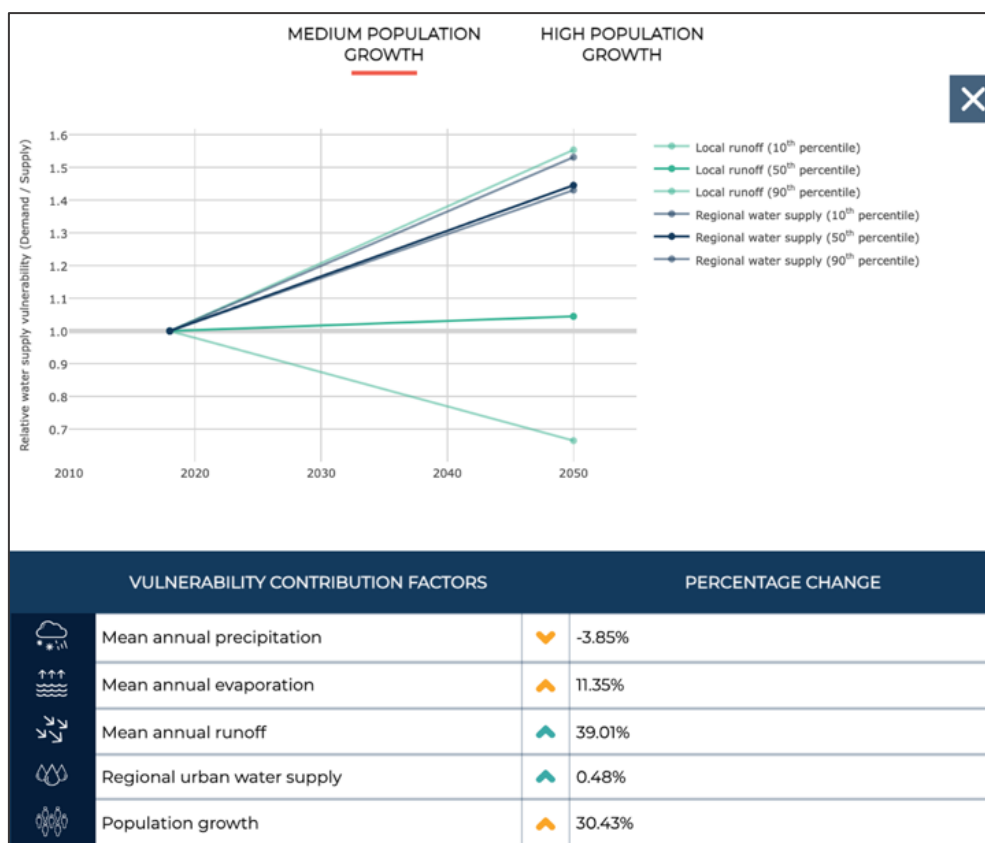 MEDIUM POPULATION
GROWTH
HIGH POPULATION
GROWTH
Relative water supply vulnerability (Demand / Supply)
1.6
1.5
1.4
1.3
1.2
1.1
1.0
0.9
0.8
0.7
2010
2020
2030
2040
2050
Local runoff (10th percentile)
Local runoff (50th percentile)
Local runoff (90th percentile)
Regional water supply (10th percentile)
Regional water supply (50th percentile)
Regional water supply (90th percentile)
VULNERABILITY CONTRIBUTION FACTORS PERCENTAGE CHANGE
Mean annual precipitation -3.85%
Mean annual evaporation 11.35%
Mean annual runoff 39.01%
Regional urban water supply 0.48%
Population growth 30.43%